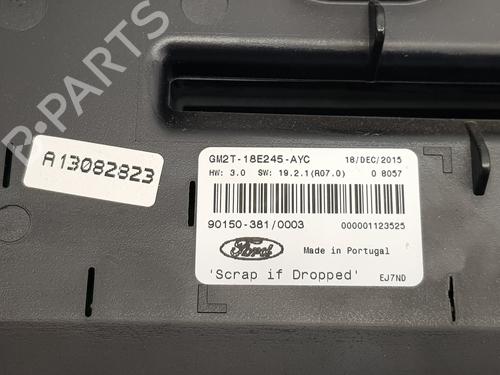 B-PARTS
A13082823
GM2T-18E245-AYC 18/DEC/2015
HW: 3.0 SW: 19.2.1(R07.0) 0 8057
90150-381/0003 000001123525
Ford Made in Portugal
'Scrap if Dropped' EJ7ND